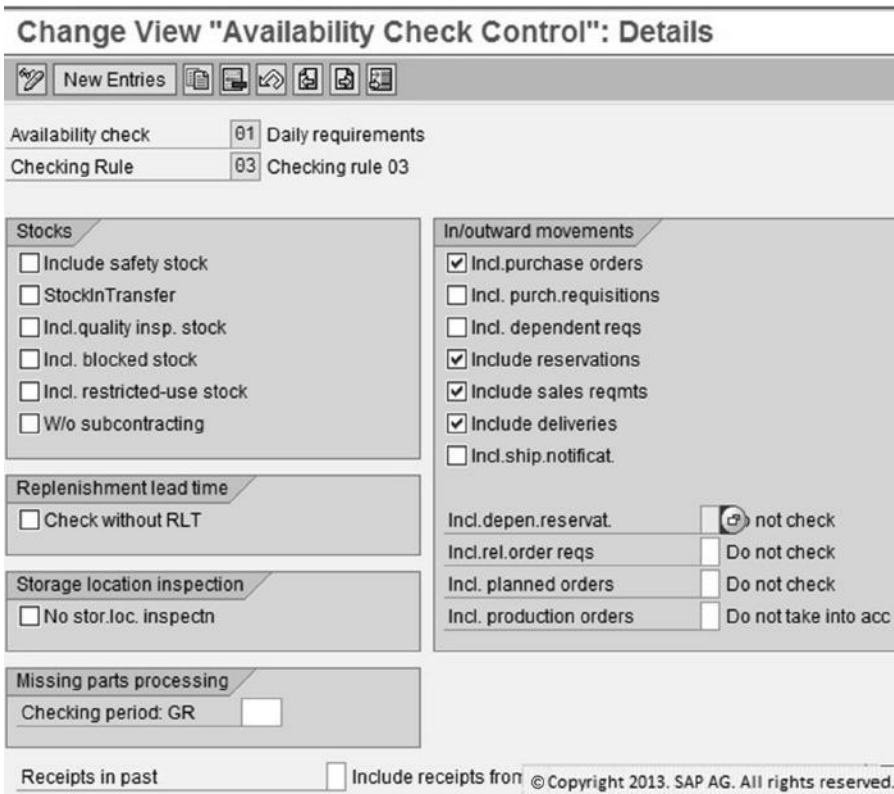 Change View "Availability Check Control": Details
New Entries
Availability check 01 Daily requirements
Checking Rule 03 Checking rule 03
Stocks
Include safety stock
StockInTransfer
Incl.quality insp. stock
Incl. blocked stock
Incl. restricted-use stock
W/o subcontracting
Replenishment lead time
Check without RLT
Storage location inspection
No stor.loc. inspectn
Missing parts processing
Checking period: GR
In/outward movements
Incl.purchase orders
Incl. purch.requisitions
Incl. dependent reqs
Include reservations
Include sales reqmts
Include deliveries
Incl.ship.notificat.
Incl.depen.reservat. not check
Incl.rel.order reqs Do not check
Incl. planned orders Do not check
Incl. production orders Do not take into acc
Receipts in past Include receipts from
© Copyright 2013. SAP AG. All rights reserved.